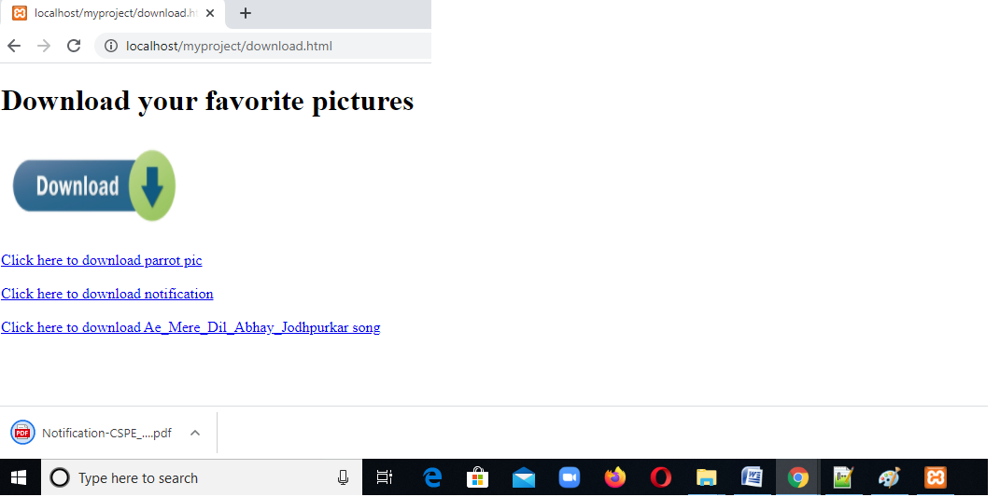 localhost/myproject/download.h
localhost/myproject/download.html
Download your favorite pictures
Download
Click here to download parrot pic
Click here to download notification
Click here to download Ae_Mere_Dil_Abhay_Jodhpurkar song
PDF
Notification-CSPE_....pdf
Type here to search